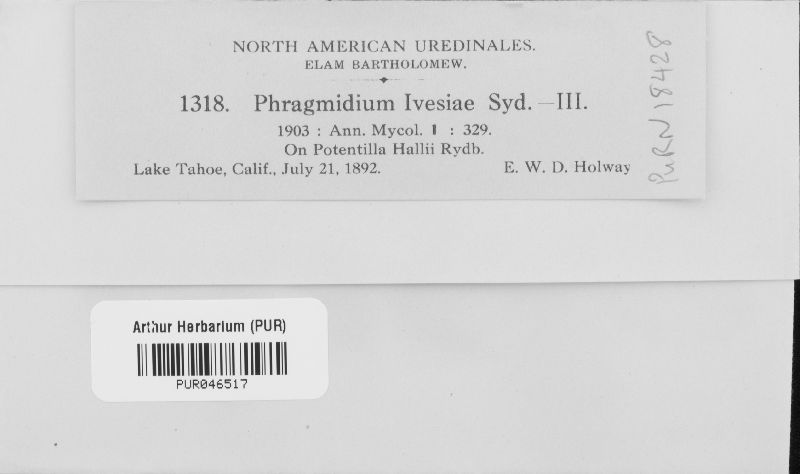 NORTH AMERICAN UREDINALES.
ELAM BARTHOLOMEW.
1318. Phragmidium Ivesiae Syd.—III.
1903 : Ann. Mycol. 1 : 329.
On Potentilla Hallii Rydb.
Lake Tahoe, Calif., July 21, 1892. E. W. D. Holway
PURN 18428
Arthur Herbarium (PUR)
PUR046517